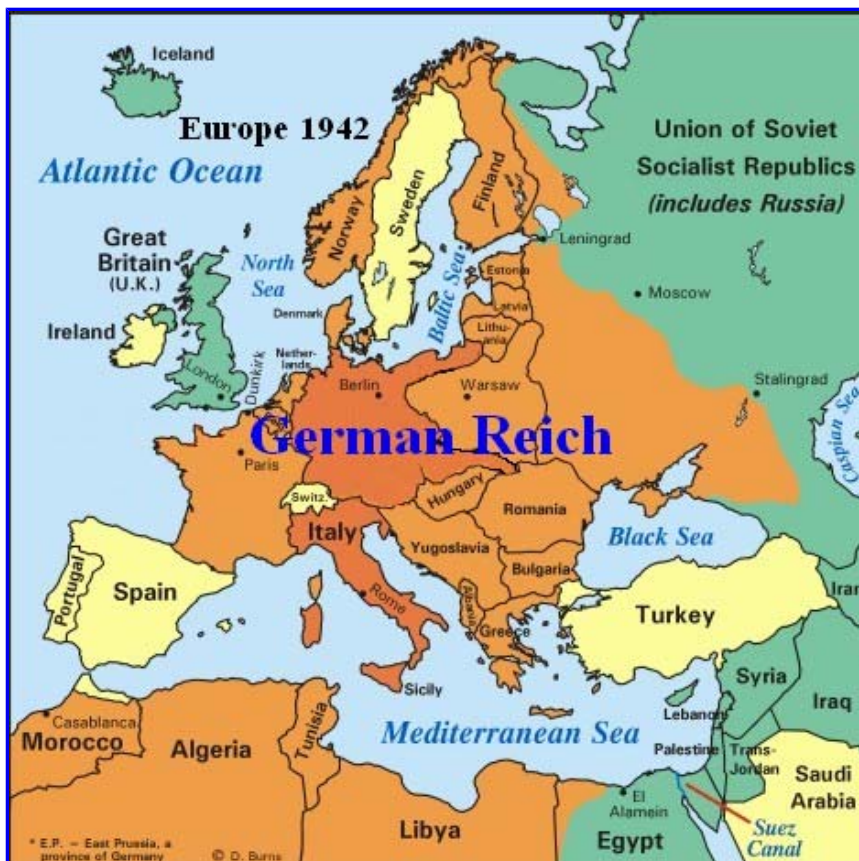 Iceland
Europe 1942
Atlantic Ocean
Union of Soviet
Socialist Republics
(includes Russia)
Norway
Sweden
Finland
Leningrad
Great
Britain
(U.K.)
North
Sea
Baltic Sea
Estonia
Latvia
Lithu-
ania
Moscow
Ireland
Denmark
London
Dunkirk
Nether-
lands
Berlin
Warsaw
Stalingrad
Caspian Sea
German Reich
Paris
Switz.
Hungary
Romania
Italy
Yugoslavia
Black Sea
Portugal
Spain
Rome
Bulgaria
Albania
Greece
Turkey
Iran
Sicily
Syria
Iraq
Casablanca
Morocco
Algeria
Tunisia
Mediterranean Sea
Lebanon
Palestine
Trans-
Jordan
Saudi
Arabia
El
Alamein
Libya
Egypt
Suez
Canal
* E.P. – East Prussia, a
province of Germany
© D. Burns